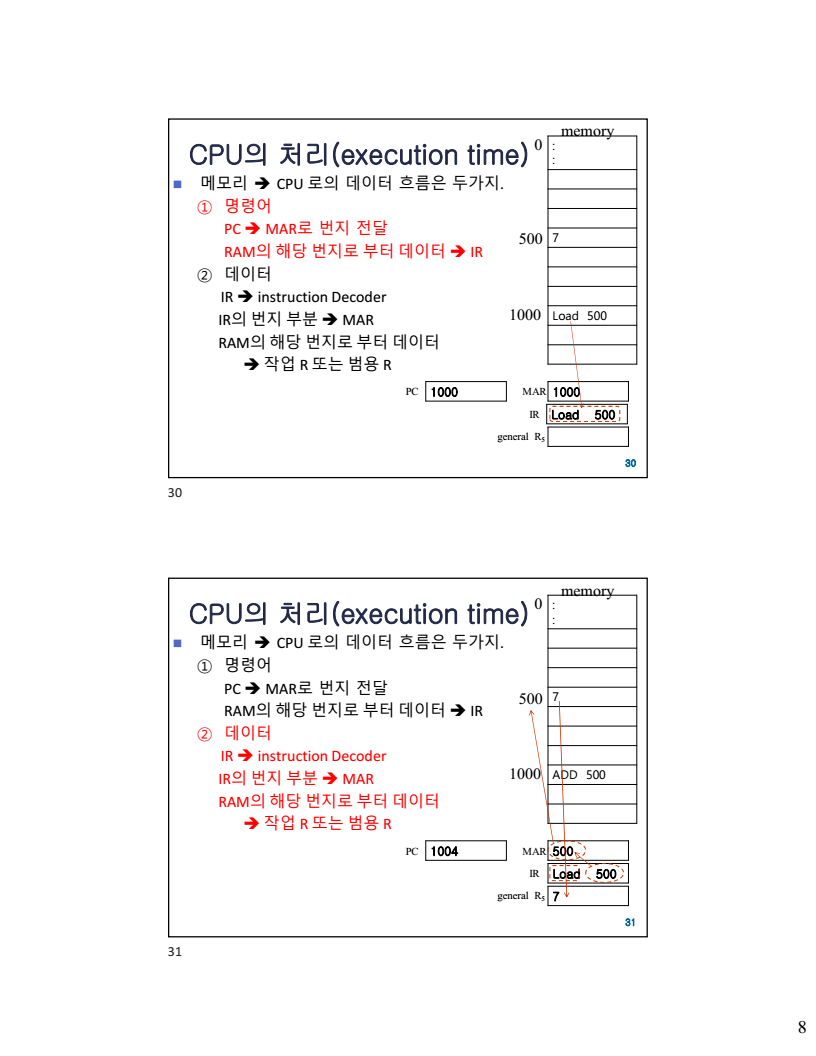 memory
CPU의 처리(execution time)
0
:
:
■ 메모리 ➔ CPU 로의 데이터 흐름은 두가지.
① 명령어
PC ➔ MAR로 번지 전달
RAM의 해당 번지로 부터 데이터 ➔ IR
500
7
② 데이터
IR ➔ instruction Decoder
IR의 번지 부분 ➔ MAR
1000
Load 500
RAM의 해당 번지로 부터 데이터
➔ 작업 R 또는 범용 R
PC 1000
MAR 1000
IR Load 500
general R5
30
30
memory
CPU의 처리(execution time)
0
:
:
■ 메모리 ➔ CPU 로의 데이터 흐름은 두가지.
① 명령어
PC ➔ MAR로 번지 전달
RAM의 해당 번지로 부터 데이터 ➔ IR
500
7
② 데이터
IR ➔ instruction Decoder
IR의 번지 부분 ➔ MAR
1000
ADD 500
RAM의 해당 번지로 부터 데이터
➔ 작업 R 또는 범용 R
PC 1004
MAR 500
IR Load 500
general R5 7
31
31
8